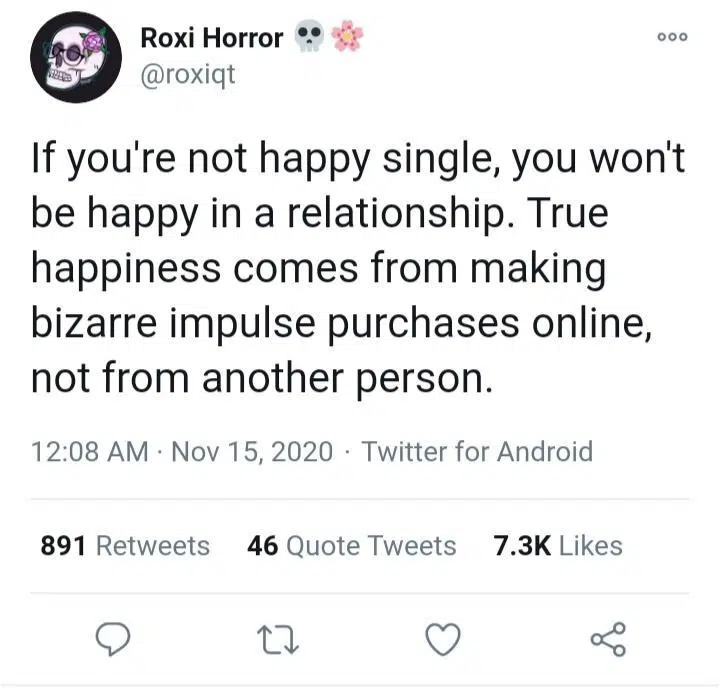 Roxi Horror 💀🌸
@roxiqt
If you're not happy single, you won't
be happy in a relationship. True
happiness comes from making
bizarre impulse purchases online,
not from another person.
12:08 AM · Nov 15, 2020 · Twitter for Android
891 Retweets 46 Quote Tweets 7.3K Likes